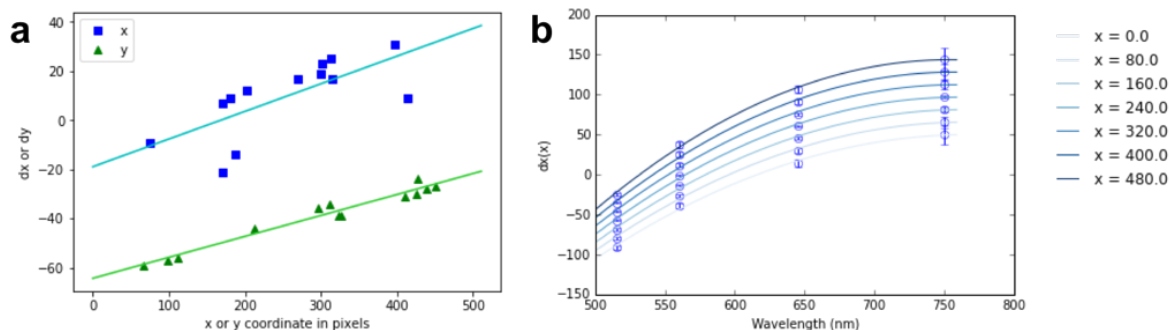 a
40
20
0
−20
−40
−60
dx or dy
x
y
0 100 200 300 400 500
x or y coordinate in pixels
b
200
150
100
50
0
−50
−100
−150
dx(x)
500 550 600 650 700 750 800
Wavelength (nm)
x = 0.0
x = 80.0
x = 160.0
x = 240.0
x = 320.0
x = 400.0
x = 480.0